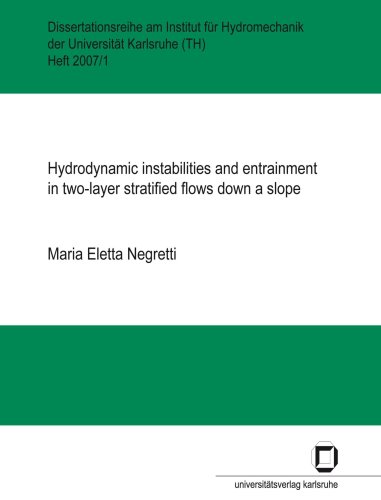 Dissertationsreihe am Institut für Hydromechanik
der Universität Karlsruhe (TH)
Heft 2007/1
Hydrodynamic instabilities and entrainment
in two-layer stratified flows down a slope
Maria Eletta Negretti
universitätsverlag karlsruhe